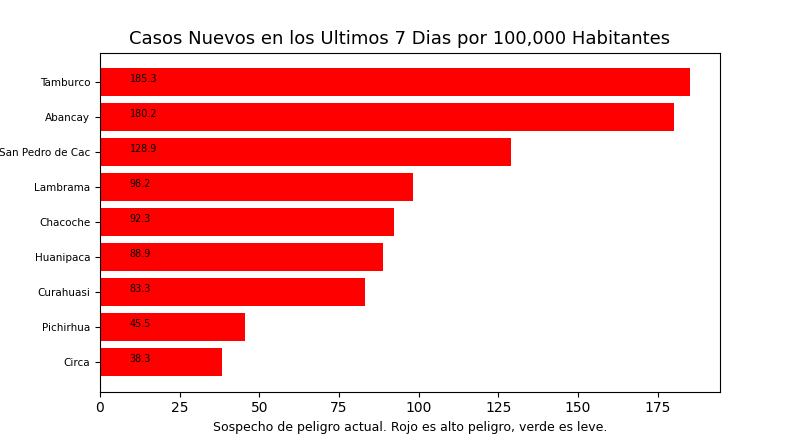 Casos Nuevos en los Ultimos 7 Dias por 100,000 Habitantes
Tamburco 185.3
Abancay 180.2
San Pedro de Cac 128.9
Lambrama 98.2
Chacoche 92.3
Huanipaca 88.9
Curahuasi 83.3
Pichirhua 45.5
Circa 38.3
0 25 50 75 100 125 150 175
Sospecho de peligro actual. Rojo es alto peligro, verde es leve.